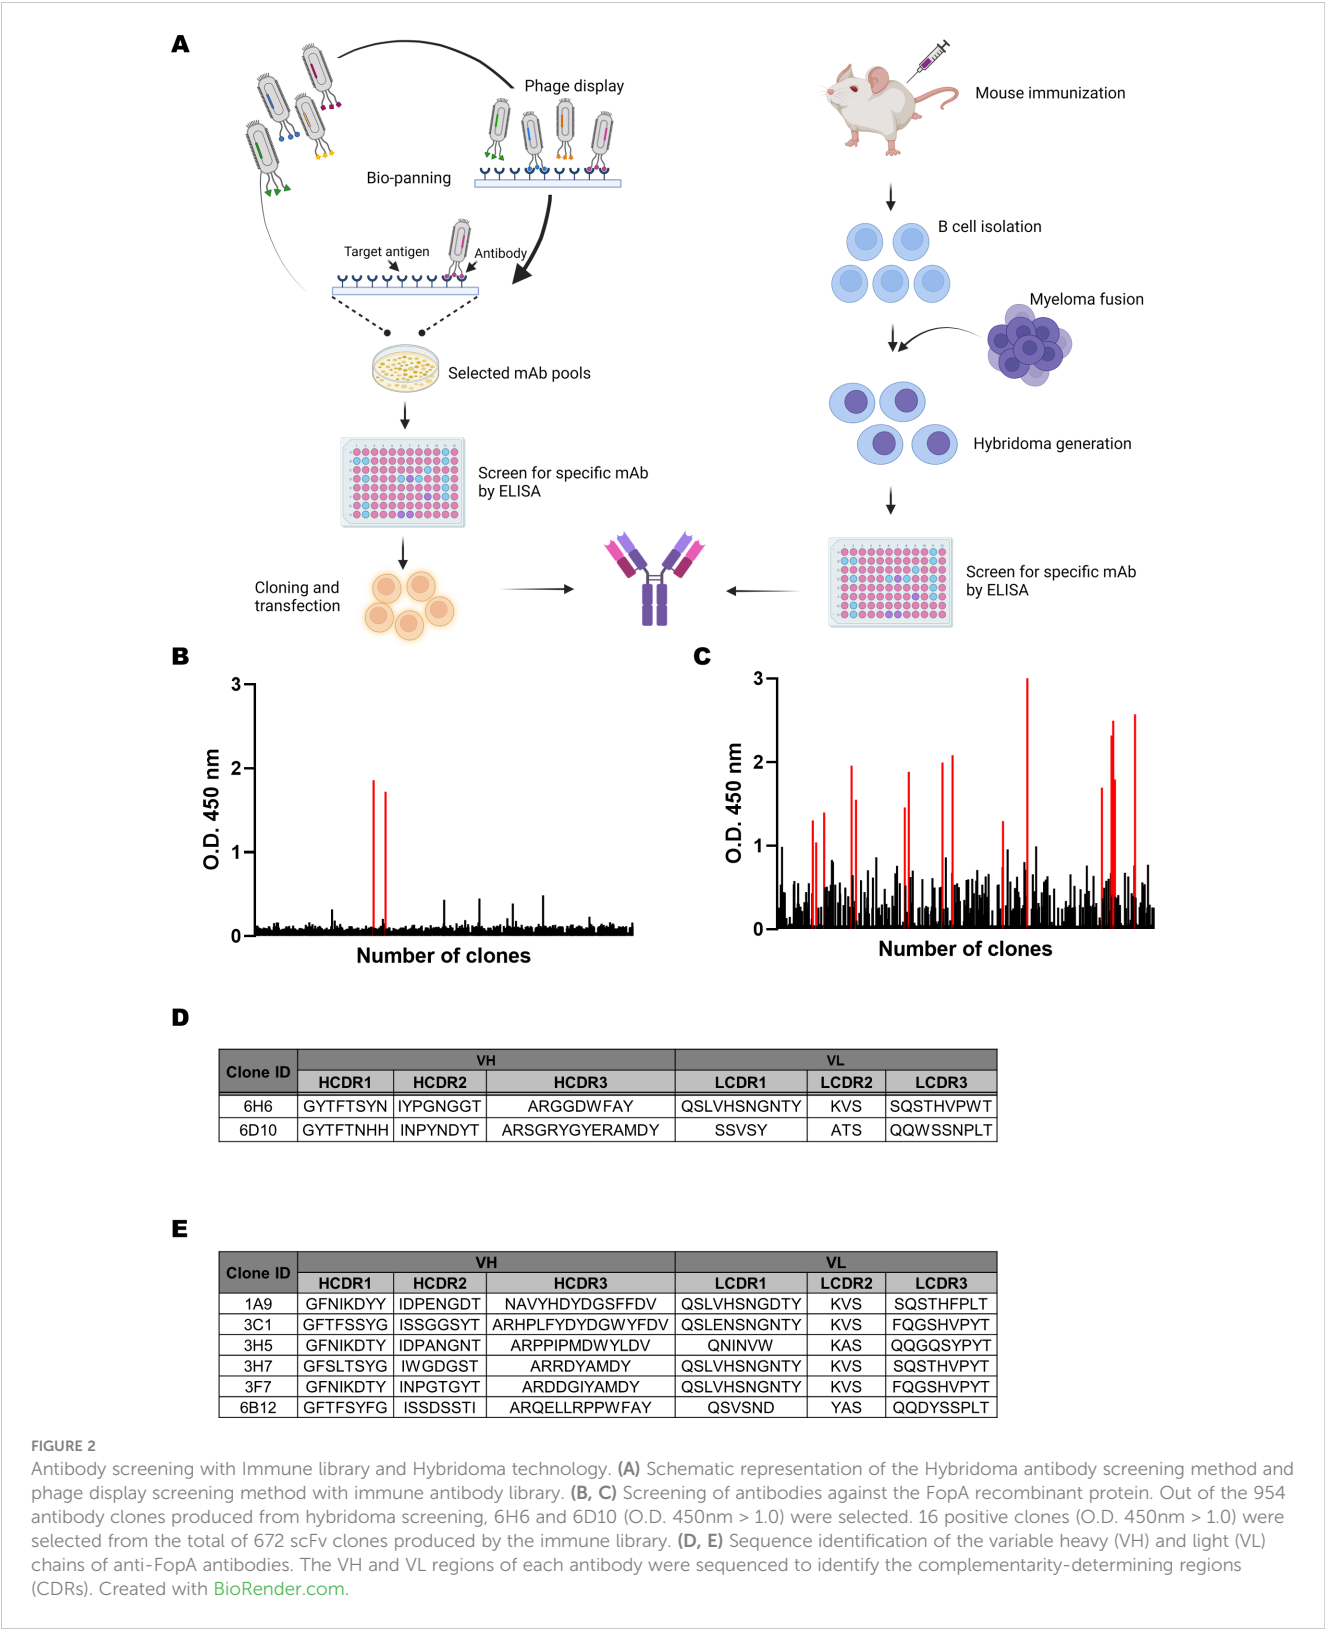 A
Phage display
Bio-panning
Target antigen
Antibody
Selected mAb pools
Screen for specific mAb
by ELISA
Cloning and
transfection
Mouse immunization
B cell isolation
Myeloma fusion
Hybridoma generation
Screen for specific mAb
by ELISA
B
3
2
1
0
O.D. 450 nm
Number of clones
C
3
2
1
0
O.D. 450 nm
Number of clones
D
Clone ID VH VL
HCDR1 HCDR2 HCDR3 LCDR1 LCDR2 LCDR3
6H6 GYTFTSYN IYPGNGGT ARGGDWFAY QSLVHSNGNTY KVS SQSTHVPWT
6D10 GYTFTNHH INPYNDYT ARSGRYGYERAMDY SSVSY ATS QQWSSNPLT
E
Clone ID VH VL
HCDR1 HCDR2 HCDR3 LCDR1 LCDR2 LCDR3
1A9 GFNIKDYY IDPENGDT NAVYHDYDGSFFDV QSLVHSNGDTY KVS SQSTHFPLT
3C1 GFTFSSYG ISSGGSYT ARHPLFYDYDGWYFDV QSLENSNGNTY KVS FQGSHVPYT
3H5 GFNIKDTY IDPANGNT ARPPIPMDWYLDV QNINVW KAS QQGQSYPYT
3H7 GFSLTSYG IWGDGST ARRDYAMDY QSLVHSNGNTY KVS SQSTHVPYT
3F7 GFNIKDTY INPGTGYT ARDDGIYAMDY QSLVHSNGNTY KVS FQGSHVPYT
6B12 GFTFSYFG ISSDSSTI ARQELLRPPWFAY QSVSND YAS QQDYSSPLT
FIGURE 2
Antibody screening with Immune library and Hybridoma technology. (A) Schematic representation of the Hybridoma antibody screening method and
phage display screening method with immune antibody library. (B, C) Screening of antibodies against the FopA recombinant protein. Out of the 954
antibody clones produced from hybridoma screening, 6H6 and 6D10 (O.D. 450nm > 1.0) were selected. 16 positive clones (O.D. 450nm > 1.0) were
selected from the total of 672 scFv clones produced by the immune library. (D, E) Sequence identification of the variable heavy (VH) and light (VL)
chains of anti-FopA antibodies. The VH and VL regions of each antibody were sequenced to identify the complementarity-determining regions
(CDRs). Created with BioRender.com.